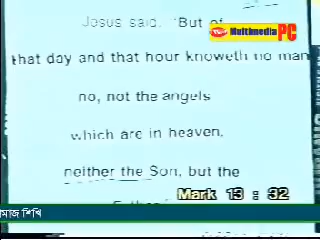 Jesus said. "But of
that day and that hour knoweth no man
no, not the angels
which are in heaven,
neither the Son, but the
Mark 13 : 32
Multimedia PC
মাজ শিখি